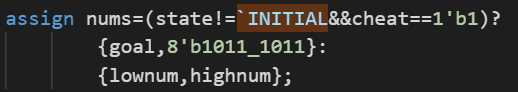 assign nums=(state!=`INITIAL&&cheat==1'b1)?
{goal,8'b1011_1011}:
{lownum,highnum};